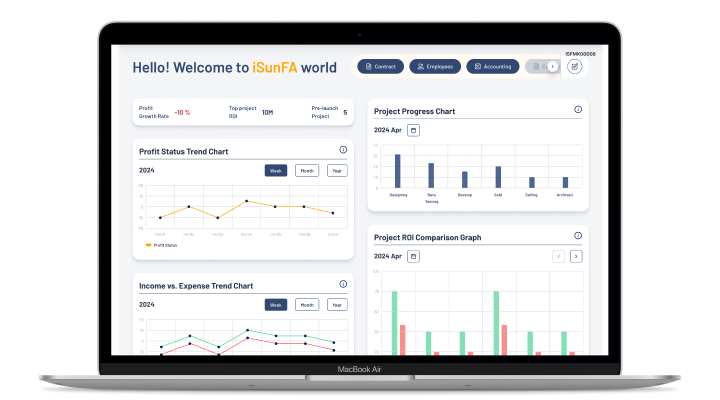 ISFMK00006
Hello! Welcome to iSunFA world
Contract
Employees
Accounting
Profit Growth Rate -10 %
Top project ROI 10M
Pre-launch Project 5
Profit Status Trend Chart
2024
Week
Month
Year
Profit Status
Income vs. Expense Trend Chart
2024
Week
Month
Year
Project Progress Chart
2024 Apr
Designing
Beta Testing
Develop
Sold
Selling
Archived
Project ROI Comparison Graph
2024 Apr
MacBook Air